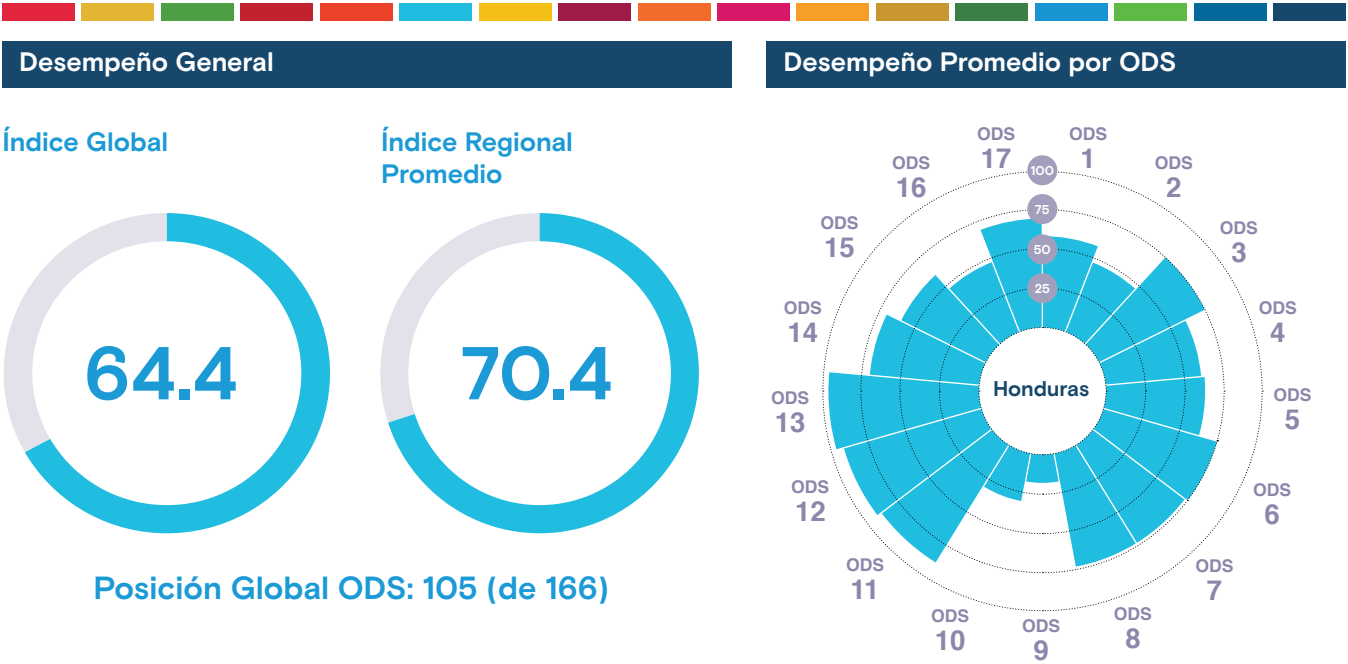 Desempeño General
Índice Global
64.4
Índice Regional
Promedio
70.4
Posición Global ODS: 105 (de 166)
Desempeño Promedio por ODS
ODS
1
ODS
2
ODS
3
ODS
4
ODS
5
ODS
6
ODS
7
ODS
8
ODS
9
ODS
10
ODS
11
ODS
12
ODS
13
ODS
14
ODS
15
ODS
16
ODS
17
100
75
50
25
Honduras